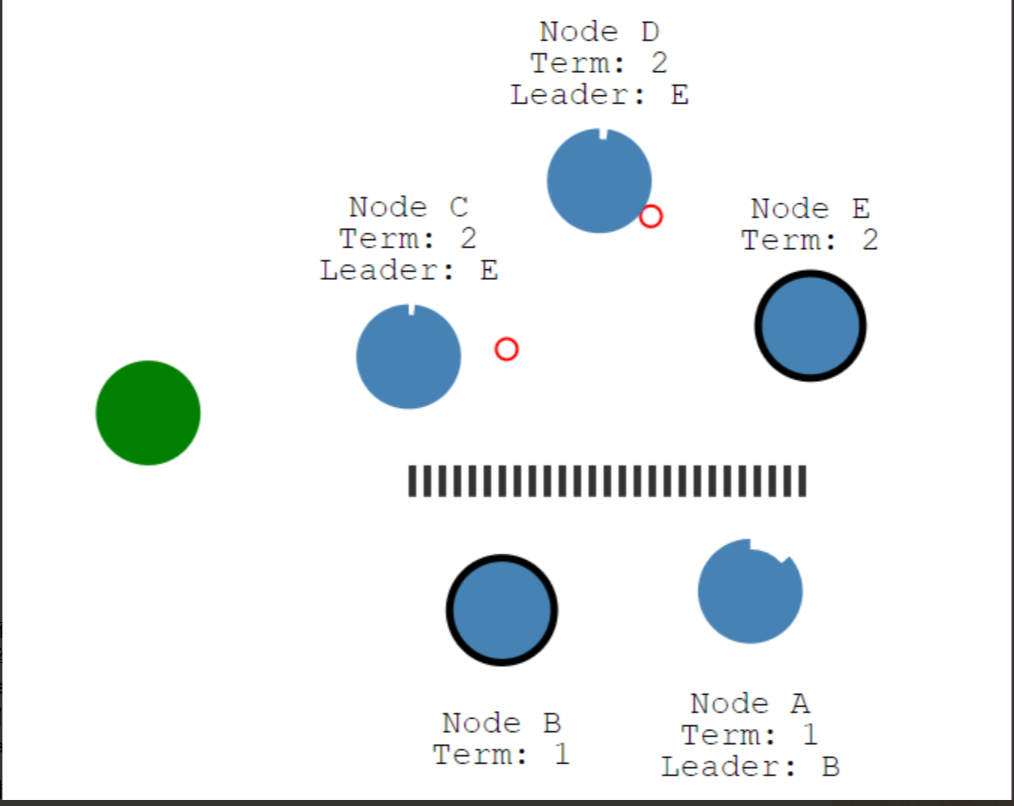 Node D
Term: 2
Leader: E
Node C
Term: 2
Leader: E
Node E
Term: 2
Node B
Term: 1
Node A
Term: 1
Leader: B